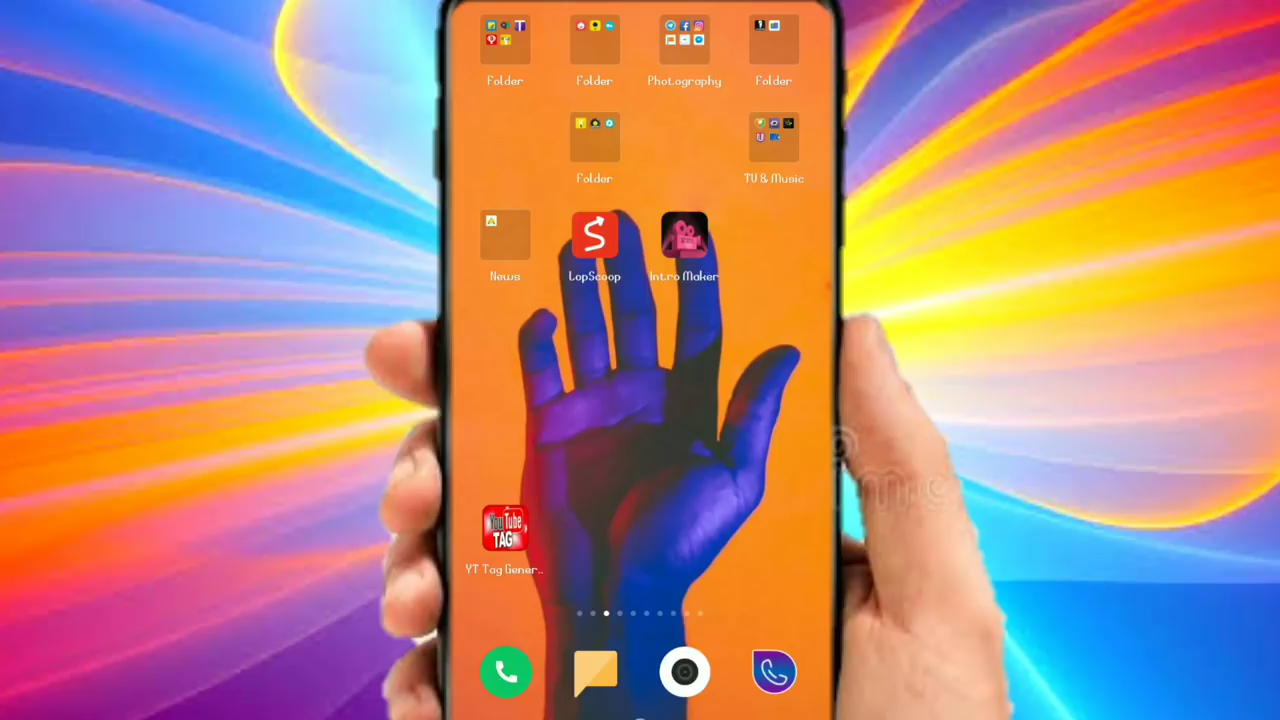 Folder
Folder
Photography
Folder
Folder
TV & Music
News
LopScoop
Intro Maker
YouTube
TAG
YT Tag Gener..